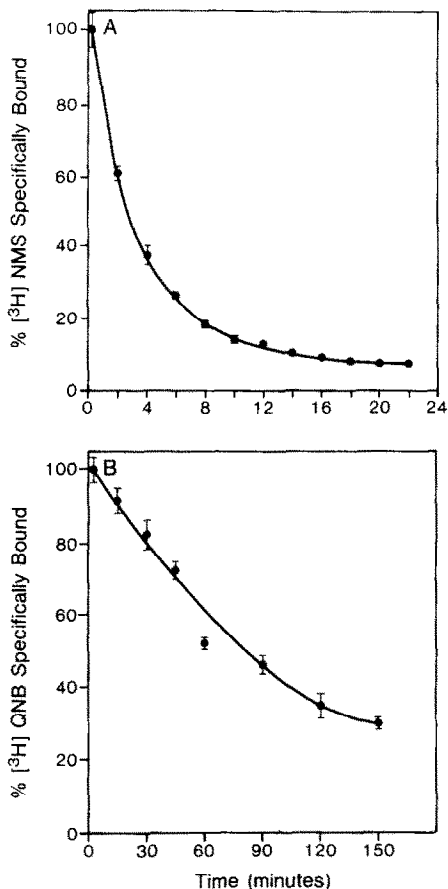 A
% [³H] NMS Specifically Bound
100
80
60
40
20
0
0 4 8 12 16 20 24
B
% [³H] QNB Specifically Bound
100
80
60
40
20
0
0 30 60 90 120 150
Time (minutes)